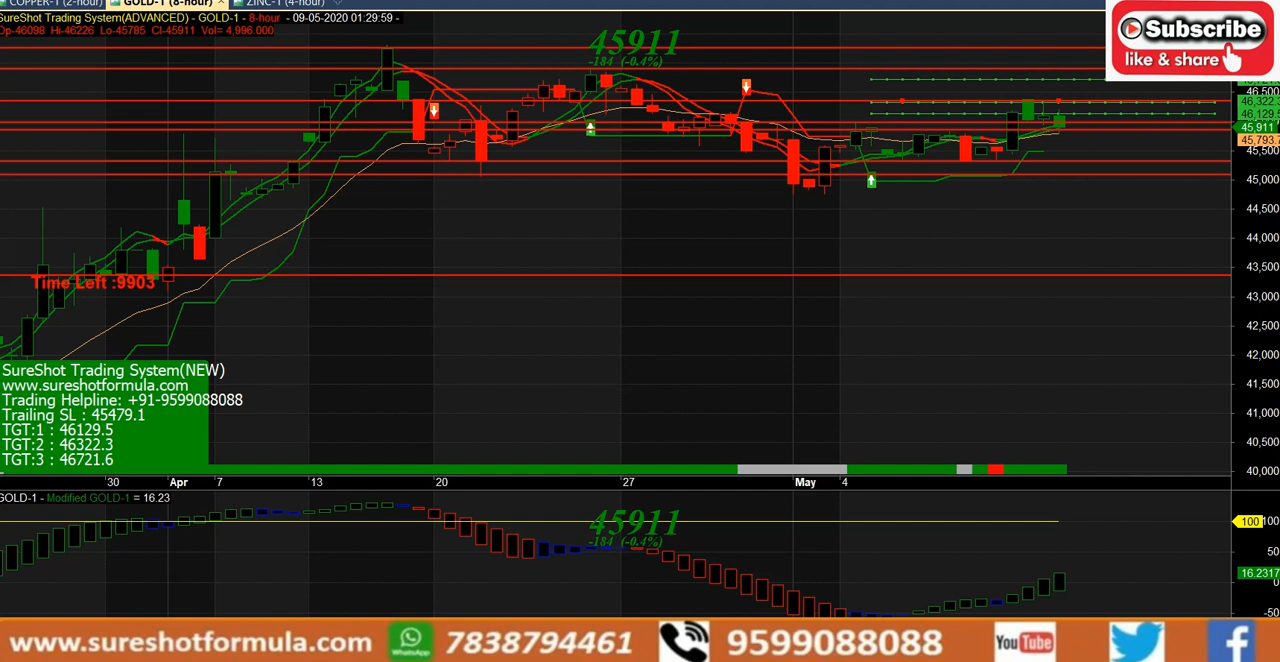 COPPER-1 (2-hour)
GOLD-1 (8-hour)
ZINC-1 (4-hour)
SureShot Trading System(ADVANCED) - GOLD-1 - 8-hour - 09-05-2020 01:29:59 -
Op-46098 Hi-46226 Lo-45785 Cl-45911 Vol= 4,996.000
45911
-184 (-0.4%)
Subscribe
like & share
46,500
46,322.3
46,129.5
45,911
45,793.
45,500
45,000
44,500
44,000
43,500
43,000
42,500
42,000
41,500
41,000
40,500
40,000
Time Left :9903
SureShot Trading System(NEW)
www.sureshotformula.com
Trading Helpline: +91-9599088088
Trailing SL : 45479.1
TGT:1 : 46129.5
TGT:2 : 46322.3
TGT:3 : 46721.6
30 Apr 7 13 20 27 May 4
GOLD-1 - Modified GOLD-1 = 16.23
45911
-184 (-0.4%)
100
100
50
16.2317
0
-50
www.sureshotformula.com
WhatsApp
7838794461
9599088088
YouTube